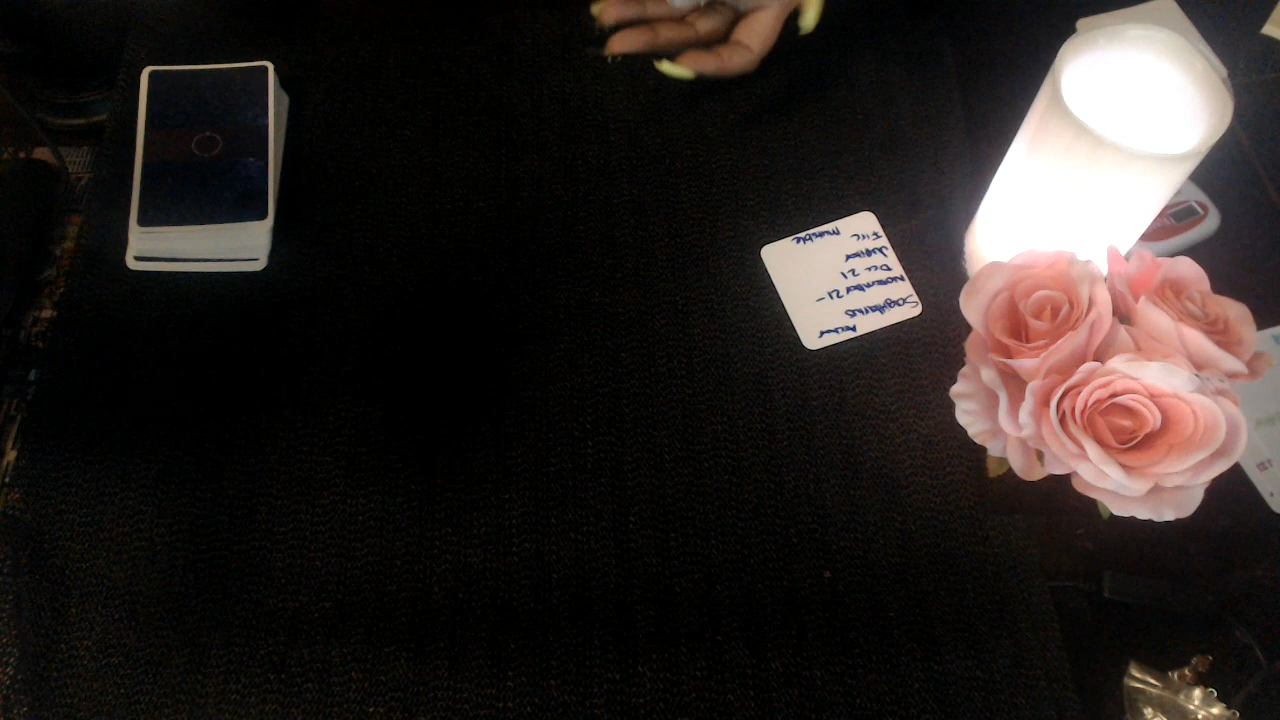 Archer
Sagittarius
November 21 -
Dec 21
Jupiter
Fire
Mutable